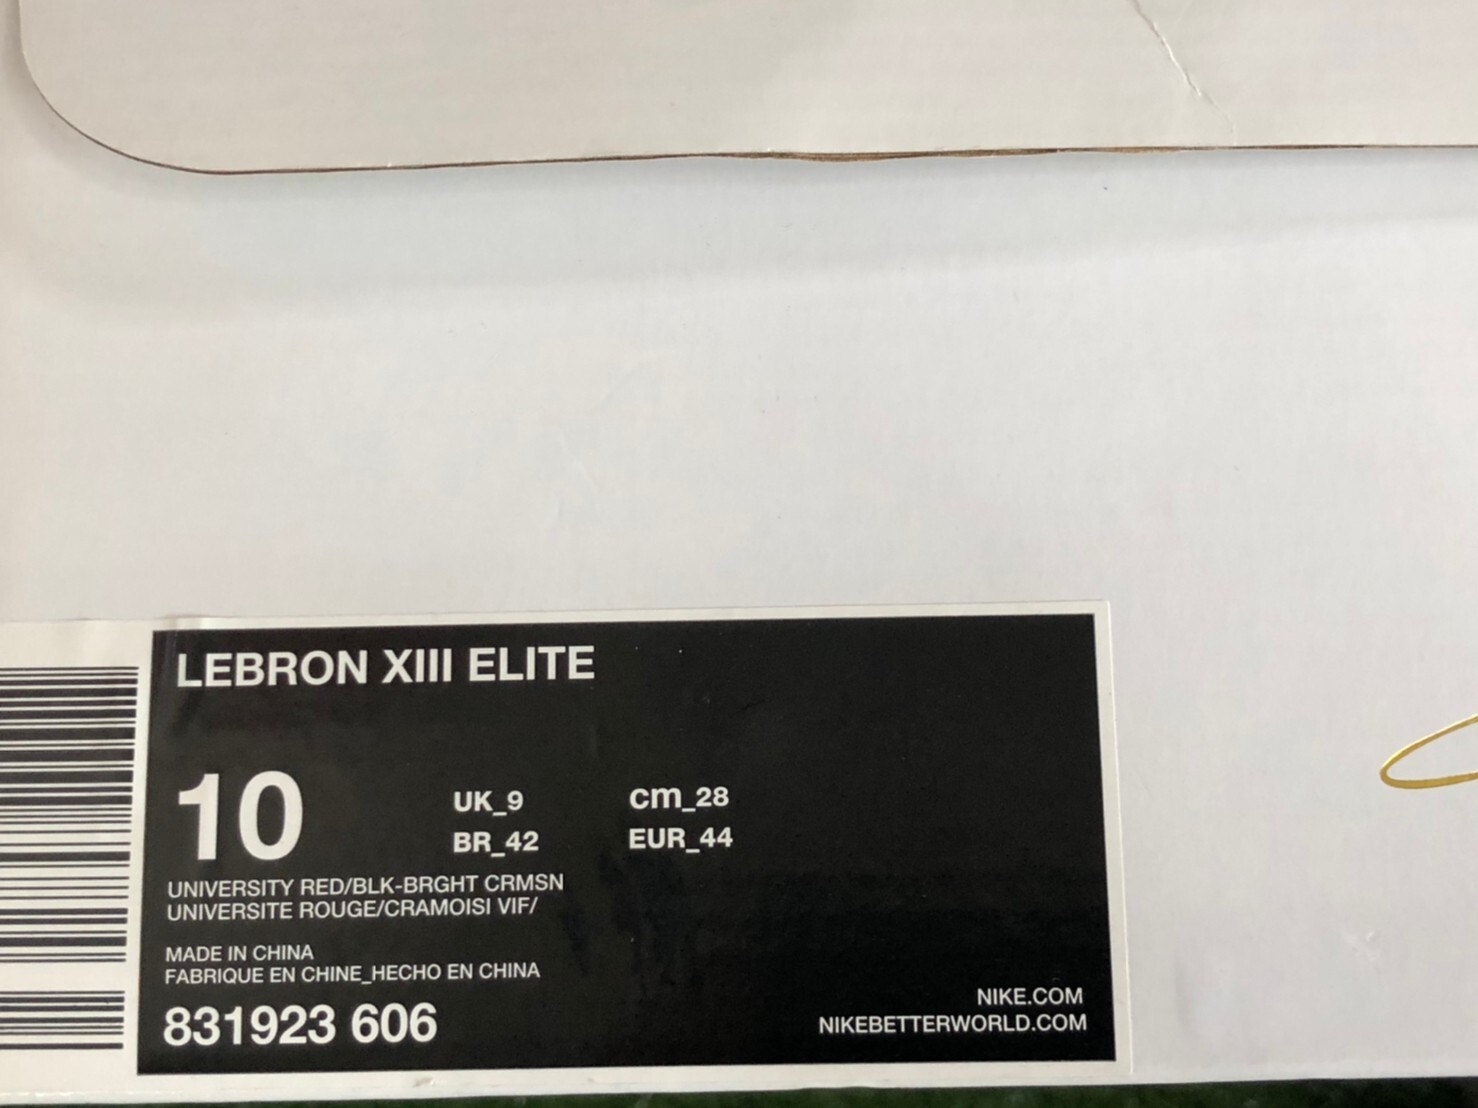 LEBRON XIII ELITE
10
UK_9 cm_28
BR_42 EUR_44
UNIVERSITY RED/BLK-BRGHT CRMSN
UNIVERSITE ROUGE/CRAMOISI VIF/
MADE IN CHINA
FABRIQUE EN CHINE_HECHO EN CHINA
831923 606
NIKE.COM
NIKEBETTERWORLD.COM